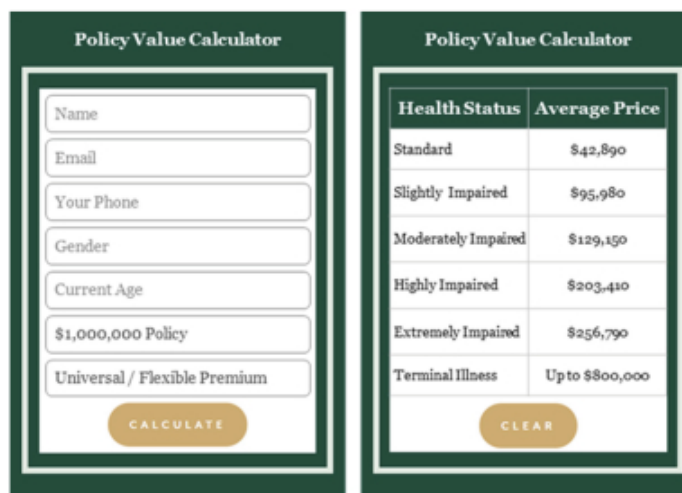 Policy Value Calculator
Name
Email
Your Phone
Gender
Current Age
$1,000,000 Policy
Universal / Flexible Premium
CALCULATE
Policy Value Calculator
Health Status Average Price
Standard $42,890
Slightly Impaired $95,980
Moderately Impaired $129,150
Highly Impaired $203,410
Extremely Impaired $256,790
Terminal Illness Up to $800,000
CLEAR